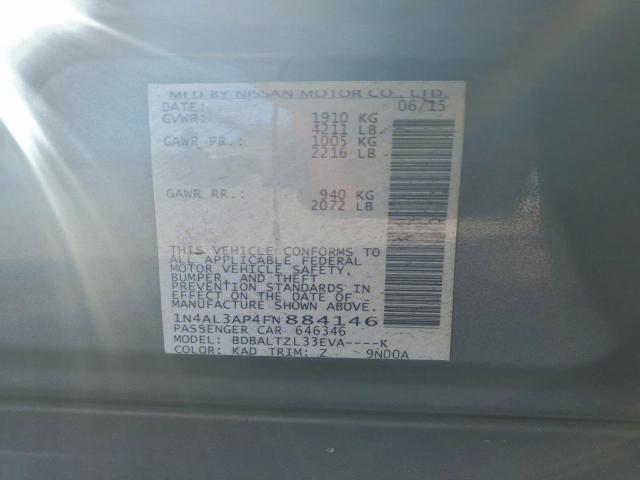 MFD BY NISSAN MOTOR CO., LTD.
DATE: 06/15
GVWR: 1910 KG
4211 LB
GAWR FR.: 1005 KG
2216 LB
GAWR RR.: 940 KG
2072 LB
THIS VEHICLE CONFORMS TO
ALL APPLICABLE FEDERAL
MOTOR VEHICLE SAFETY,
BUMPER, AND THEFT
PREVENTION STANDARDS IN
EFFECT ON THE DATE OF
MANUFACTURE SHOWN ABOVE.
1N4AL3AP4FN884146
PASSENGER CAR 646346
MODEL: BDBALTZL33EVA----K
COLOR: KAD TRIM: Z 9N00A